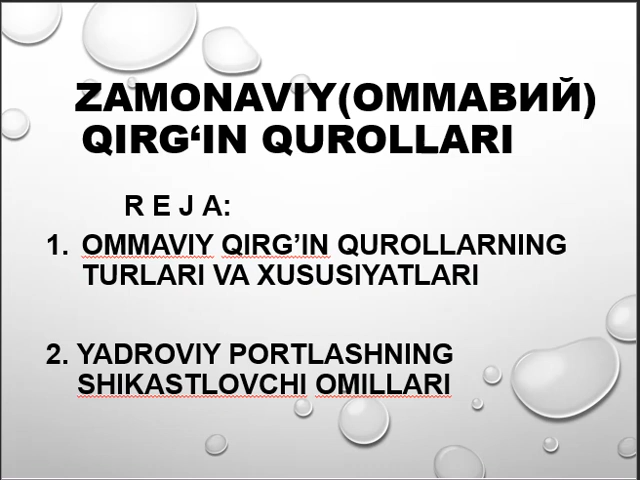 ZAMONAVIY(ОММАВИЙ)
QIRG‘IN QUROLLARI
R E J A:
1. OMMAVIY QIRG’IN QUROLLARNING
TURLARI VA XUSUSIYATLARI
2. YADROVIY PORTLASHNING
SHIKASTLOVCHI OMILLARI